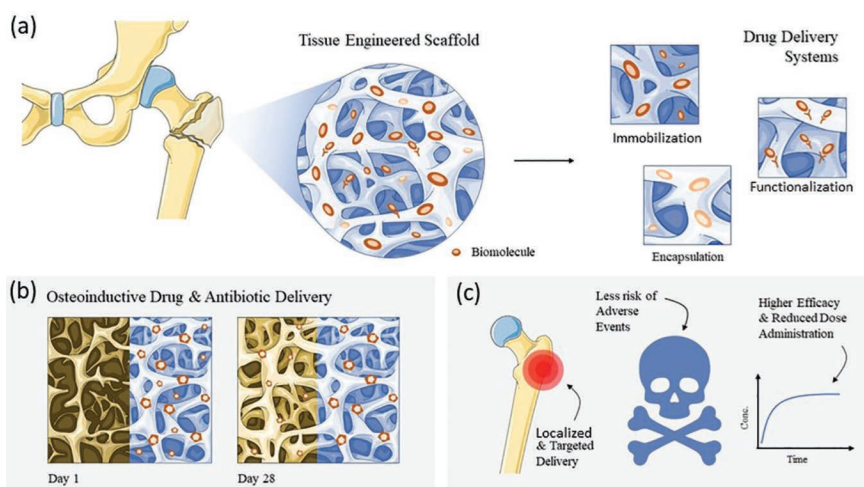 (a)
Tissue Engineered Scaffold
Biomolecule
Drug Delivery
Systems
Immobilization
Functionalization
Encapsulation
(b)
Osteoinductive Drug & Antibiotic Delivery
Day 1
Day 28
(c)
Less risk of
Adverse
Events
Localized
& Targeted
Delivery
Higher Efficacy
& Reduced Dose
Administration
Conc.
Time